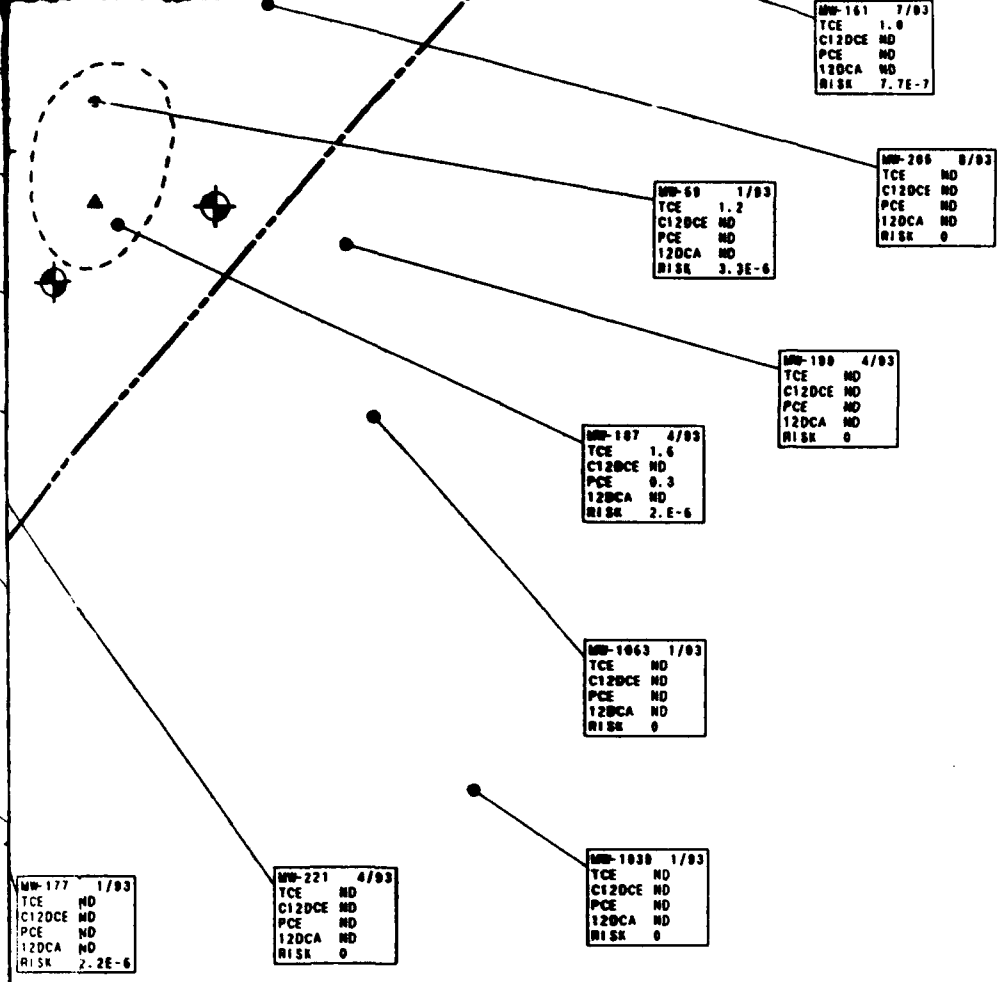 MW-161 7/93
TCE 1.0
C12DCE ND
PCE ND
12DCA ND
RISK 7.7E-7
8/93
TCE ND
C12DCE ND
PCE ND
12DCA ND
RISK 0
MW-69 1/93
TCE 1.2
C12DCE ND
PCE ND
12DCA ND
RISK 3.3E-6
4/93
TCE ND
C12DCE ND
PCE ND
12DCA ND
RISK 0
MW-187 4/93
TCE 1.6
C12DCE ND
PCE 0.3
12DCA ND
RISK 2.E-6
MW-1063 1/93
TCE ND
C12DCE ND
PCE ND
12DCA ND
RISK 0
1/93
TCE ND
C12DCE ND
PCE ND
12DCA ND
RISK 0
MW-177 1/93
TCE ND
C12DCE ND
PCE ND
12DCA ND
RISK 2.2E-6
MW-221 4/93
TCE ND
C12DCE ND
PCE ND
12DCA ND
RISK 0